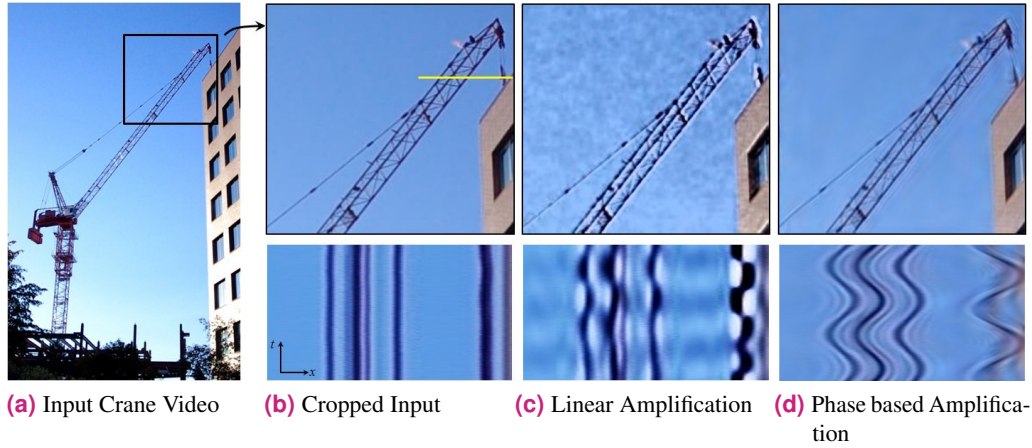 t
x
(a) Input Crane Video
(b) Cropped Input
(c) Linear Amplification
(d) Phase based Amplifica-
tion